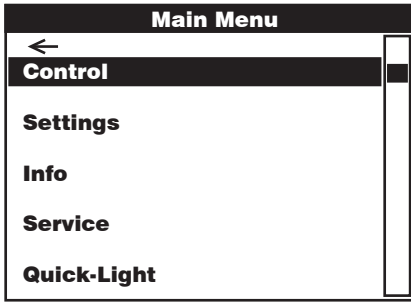 Main Menu
Control
Settings
Info
Service
Quick-Light